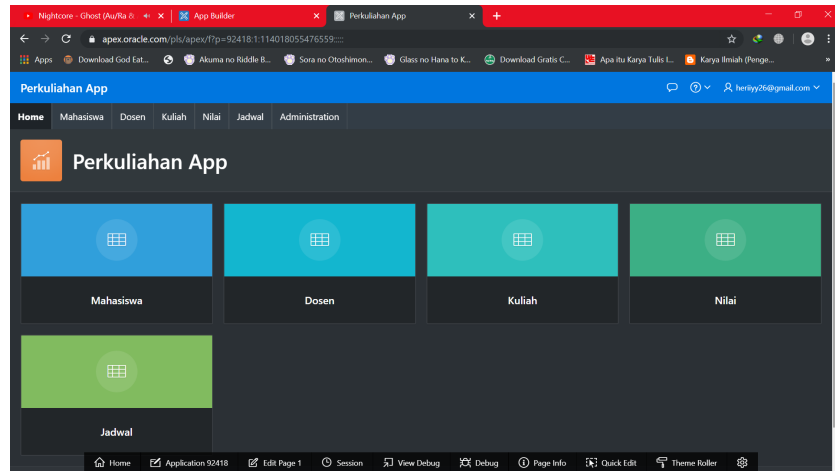 Nightcore - Ghost (Au/Ra &
App Builder
Perkuliahan App
apex.oracle.com/pls/apex/f?p=92418:1:114018055476559:::::
Apps
Download God Eat...
Akuma no Riddle B...
Sora no Otoshimon...
Glass no Hana to K...
Download Gratis C...
Apa itu Karya Tulis I...
Karya Ilmiah (Penge...
Perkuliahan App
heriyy26@gmail.com
Home Mahasiswa Dosen Kuliah Nilai Jadwal Administration
Perkuliahan App
Mahasiswa
Dosen
Kuliah
Nilai
Jadwal
Home Application 92418 Edit Page 1 Session View Debug Debug Page Info Quick Edit Theme Roller